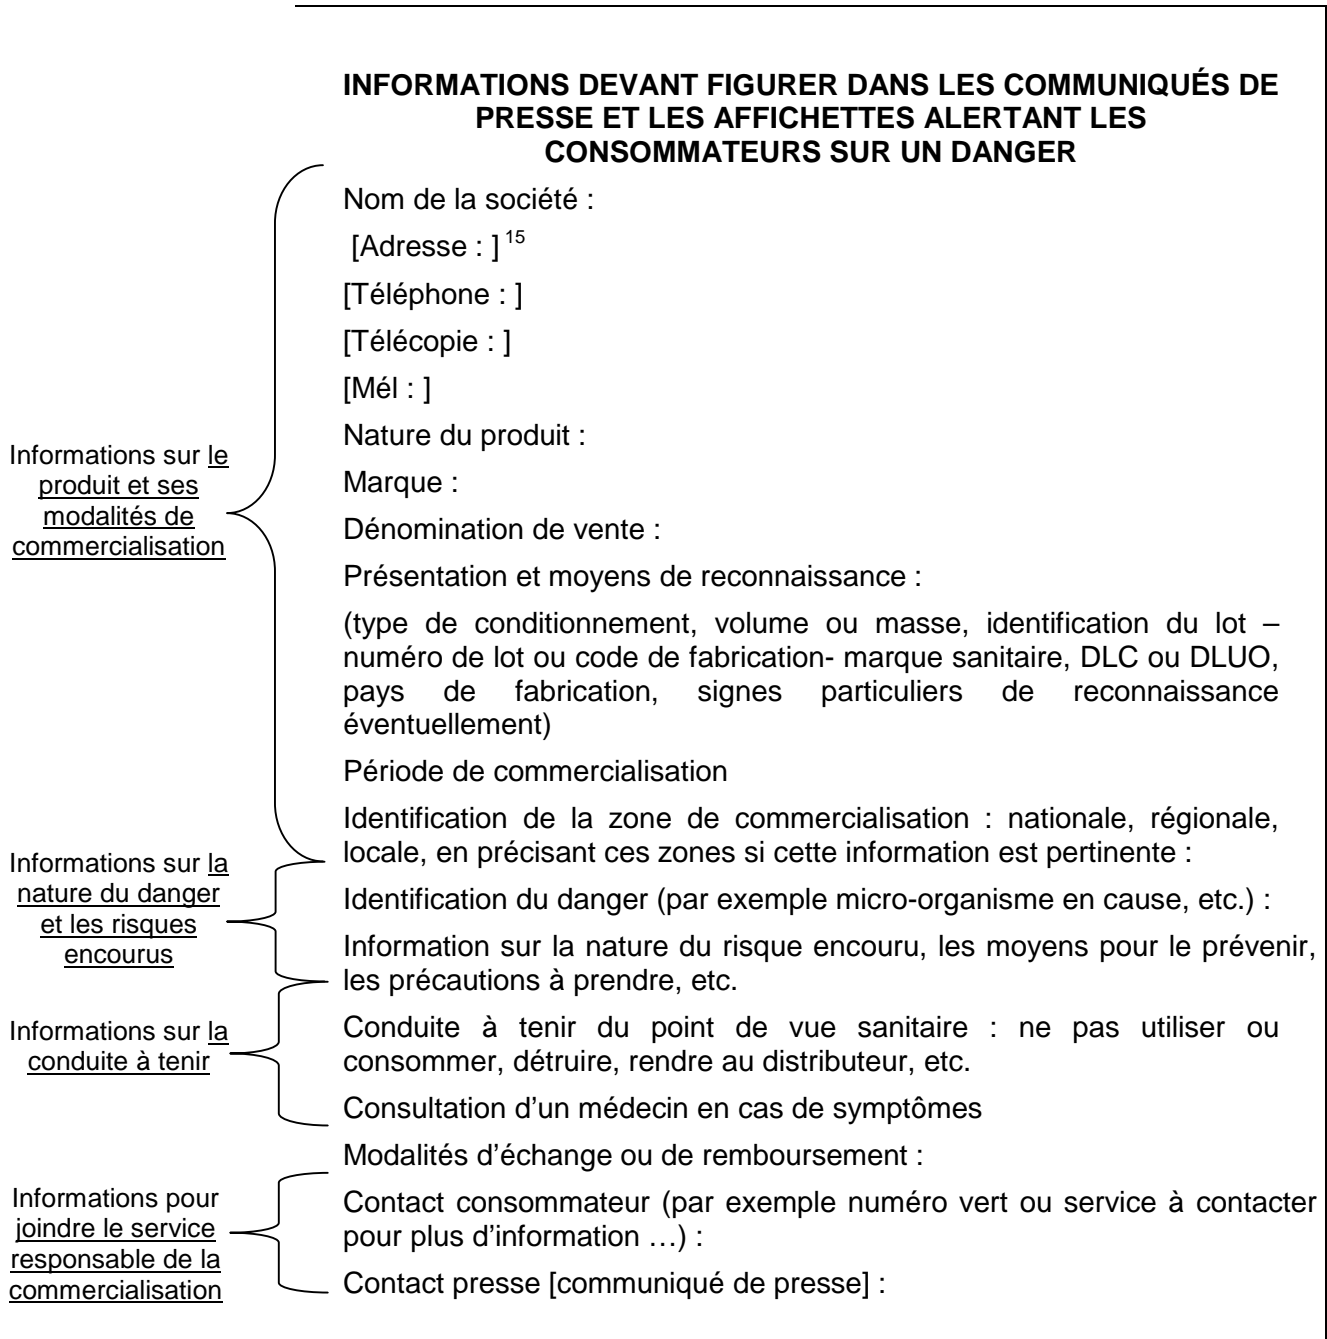 INFORMATIONS DEVANT FIGURER DANS LES COMMUNIQUÉS DE
PRESSE ET LES AFFICHETTES ALERTANT LES
CONSOMMATEURS SUR UN DANGER
Nom de la société :
[Adresse : ] 15
[Téléphone : ]
[Télécopie : ]
[Mél : ]
Nature du produit :
Marque :
Dénomination de vente :
Présentation et moyens de reconnaissance :
(type de conditionnement, volume ou masse, identification du lot –
numéro de lot ou code de fabrication- marque sanitaire, DLC ou DLUO,
pays de fabrication, signes particuliers de reconnaissance
éventuellement)
Période de commercialisation
Identification de la zone de commercialisation : nationale, régionale,
locale, en précisant ces zones si cette information est pertinente :
Identification du danger (par exemple micro-organisme en cause, etc.) :
Information sur la nature du risque encouru, les moyens pour le prévenir,
les précautions à prendre, etc.
Conduite à tenir du point de vue sanitaire : ne pas utiliser ou
consommer, détruire, rendre au distributeur, etc.
Consultation d'un médecin en cas de symptômes
Modalités d'échange ou de remboursement :
Contact consommateur (par exemple numéro vert ou service à contacter
pour plus d'information …) :
Contact presse [communiqué de presse] :
Informations sur le
produit et ses
modalités de
commercialisation
Informations sur la
nature du danger
et les risques
encourus
Informations sur la
conduite à tenir
Informations pour
joindre le service
responsable de la
commercialisation